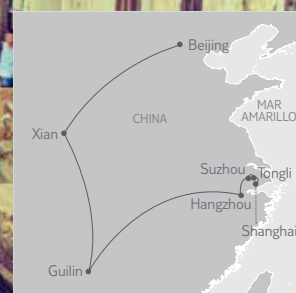 Beijing
CHINA
MAR
AMARILLO
Xian
Suzhou
Tongli
Hangzhou
Shanghai
Guilin